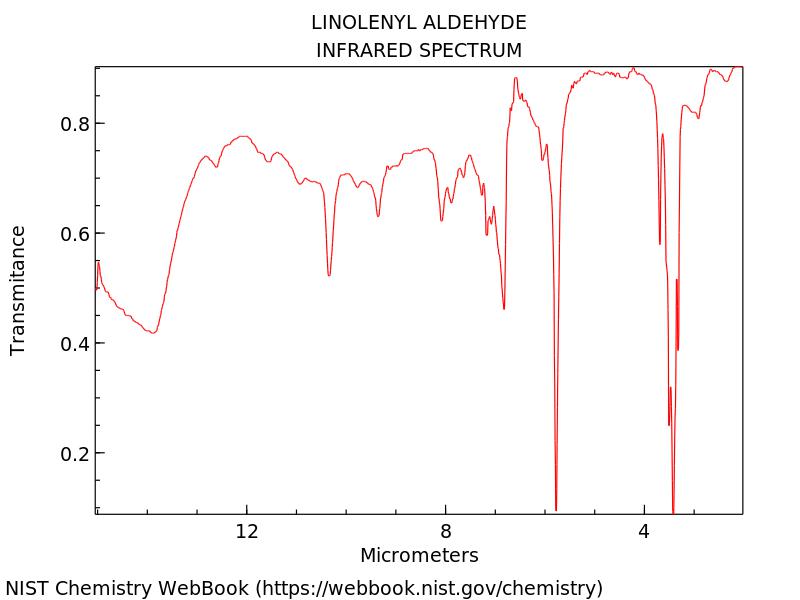 LINOLENYL ALDEHYDE
INFRARED SPECTRUM
0.8
0.6
0.4
0.2
Transmitance
12
8
4
Micrometers
NIST Chemistry WebBook (https://webbook.nist.gov/chemistry)